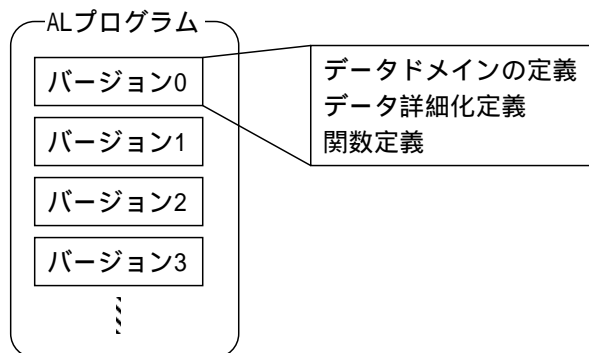 ALプログラム
バージョン0
バージョン1
バージョン2
バージョン3
データドメインの定義
データ詳細化定義
関数定義